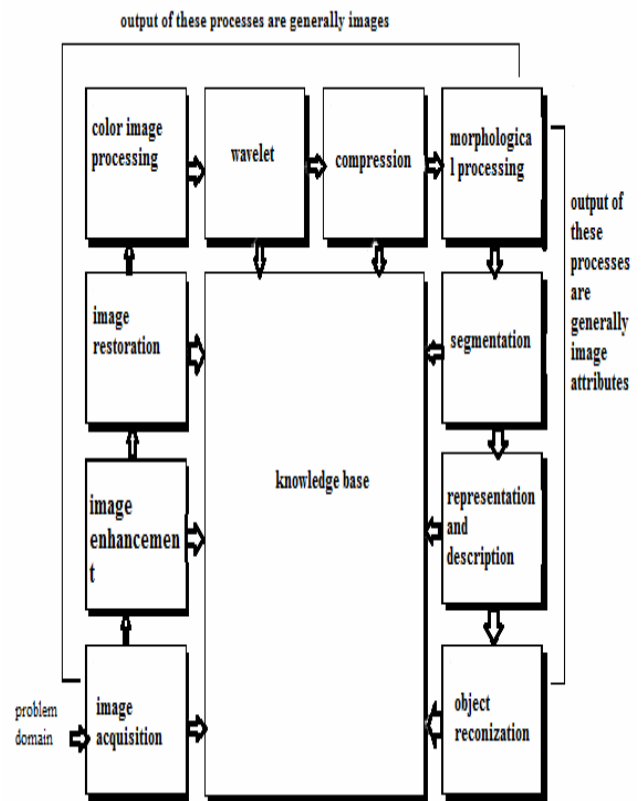 output of these processes are generally images
color image
processing
wavelet
compression
morphologica
l processing
output of
these
processes
are
generally
image
attributes
image
restoration
segmentation
knowledge base
image
enhancemen
t
representation
and
description
problem
domain
image
acquisition
object
reconization